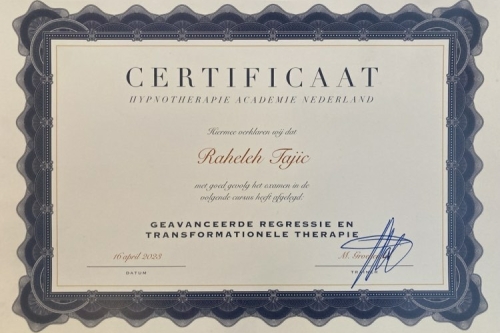 CERTIFICAAT
HYPNOTHERAPIE ACADEMIE NEDERLAND
Hiermee verklaren wij dat
Raheleh Tajic
met goed gevolg het examen in de
volgende cursus heeft afgelegd:
GEAVANCEERDE REGRESSIE EN
TRANSFORMATIONELE THERAPIE
16 april 2023
M.
DATUM